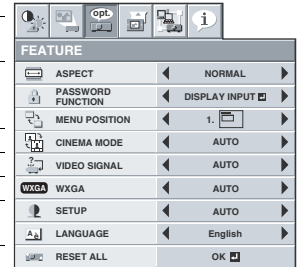 opt.
i
FEATURE
ASPECT NORMAL
PASSWORD FUNCTION DISPLAY INPUT
MENU POSITION 1.
CINEMA MODE AUTO
VIDEO SIGNAL AUTO
WXGA WXGA AUTO
SETUP AUTO
LANGUAGE English
RESET ALL OK